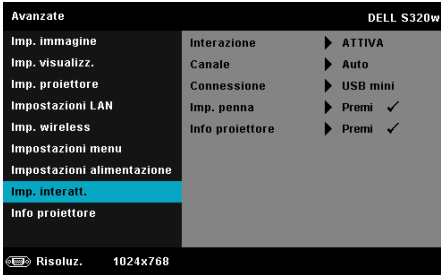 Avanzate DELL S320w
Imp. immagine
Imp. visualizz.
Imp. proiettore
Impostazioni LAN
Imp. wireless
Impostazioni menu
Impostazioni alimentazione
Imp. interatt.
Info proiettore
Interazione ATTIVA
Canale Auto
Connessione USB mini
Imp. penna Premi ✓
Info proiettore Premi ✓
Risoluz. 1024x768